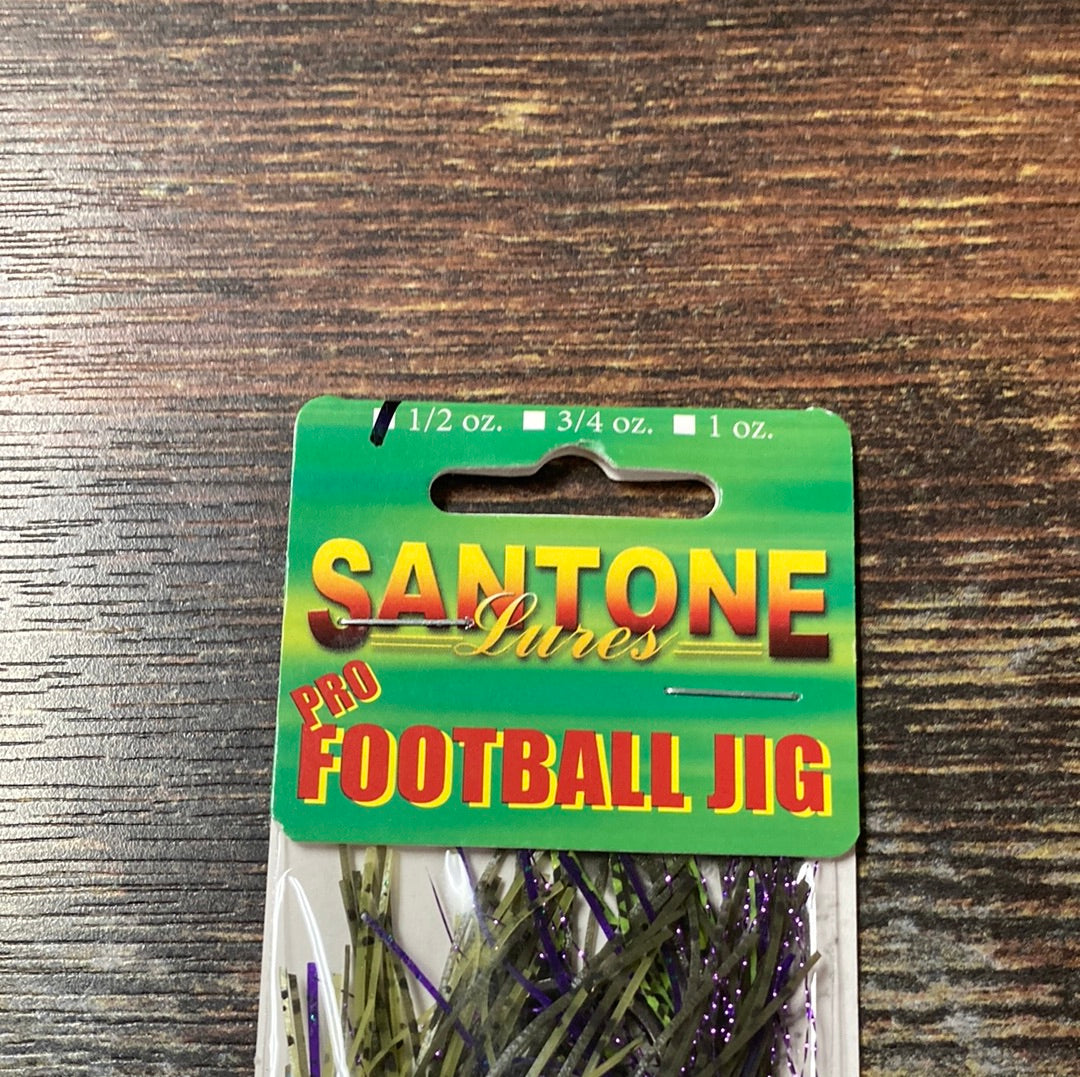 1/2 oz. 3/4 oz. 1 oz.
SANTONE
Lures
PRO
FOOTBALL JIG